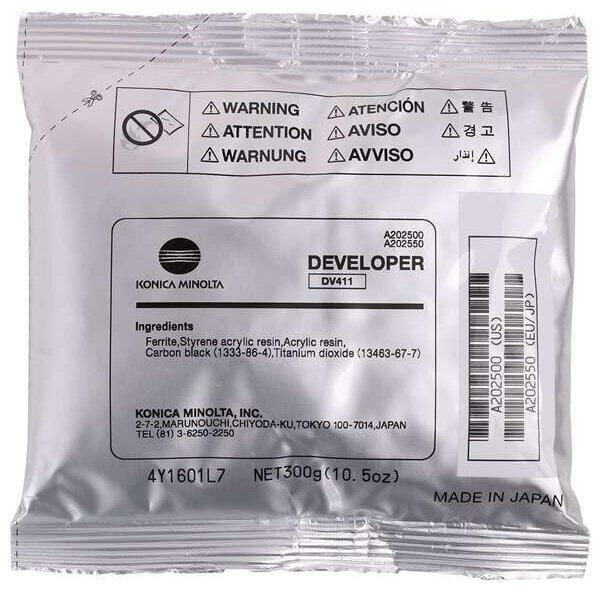 ⚠ WARNING ⚠ ATENCIÓN ⚠ 警告
⚠ ATTENTION ⚠ AVISO ⚠ 경고
⚠ WARNUNG ⚠ AVVISO إنذار ⚠
A202500
A202550
KONICA MINOLTA
DEVELOPER
DV411
Ingredients
Ferrite,Styrene acrylic resin,Acrylic resin,
Carbon black (1333-86-4),Titanium dioxide (13463-67-7)
KONICA MINOLTA, INC.
2-7-2,MARUNOUCHI,CHIYODA-KU,TOKYO 100-7014,JAPAN
TEL (81) 3-6250-2250
4Y1601L7 NET300g(10.5oz)
A202500 (US)
A202550 (EU/JP)
MADE IN JAPAN